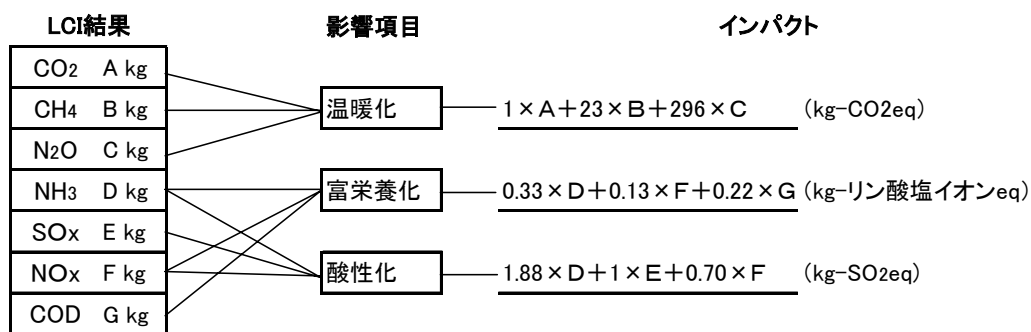 LCI結果 影響項目 インパクト
CO2 A kg
CH4 B kg 温暖化 1×A+23×B+296×C (kg-CO2eq)
N2O C kg
NH3 D kg 富栄養化 0.33×D+0.13×F+0.22×G (kg-リン酸塩イオンeq)
SOx E kg
NOx F kg 酸性化 1.88×D+1×E+0.70×F (kg-SO2eq)
COD G kg